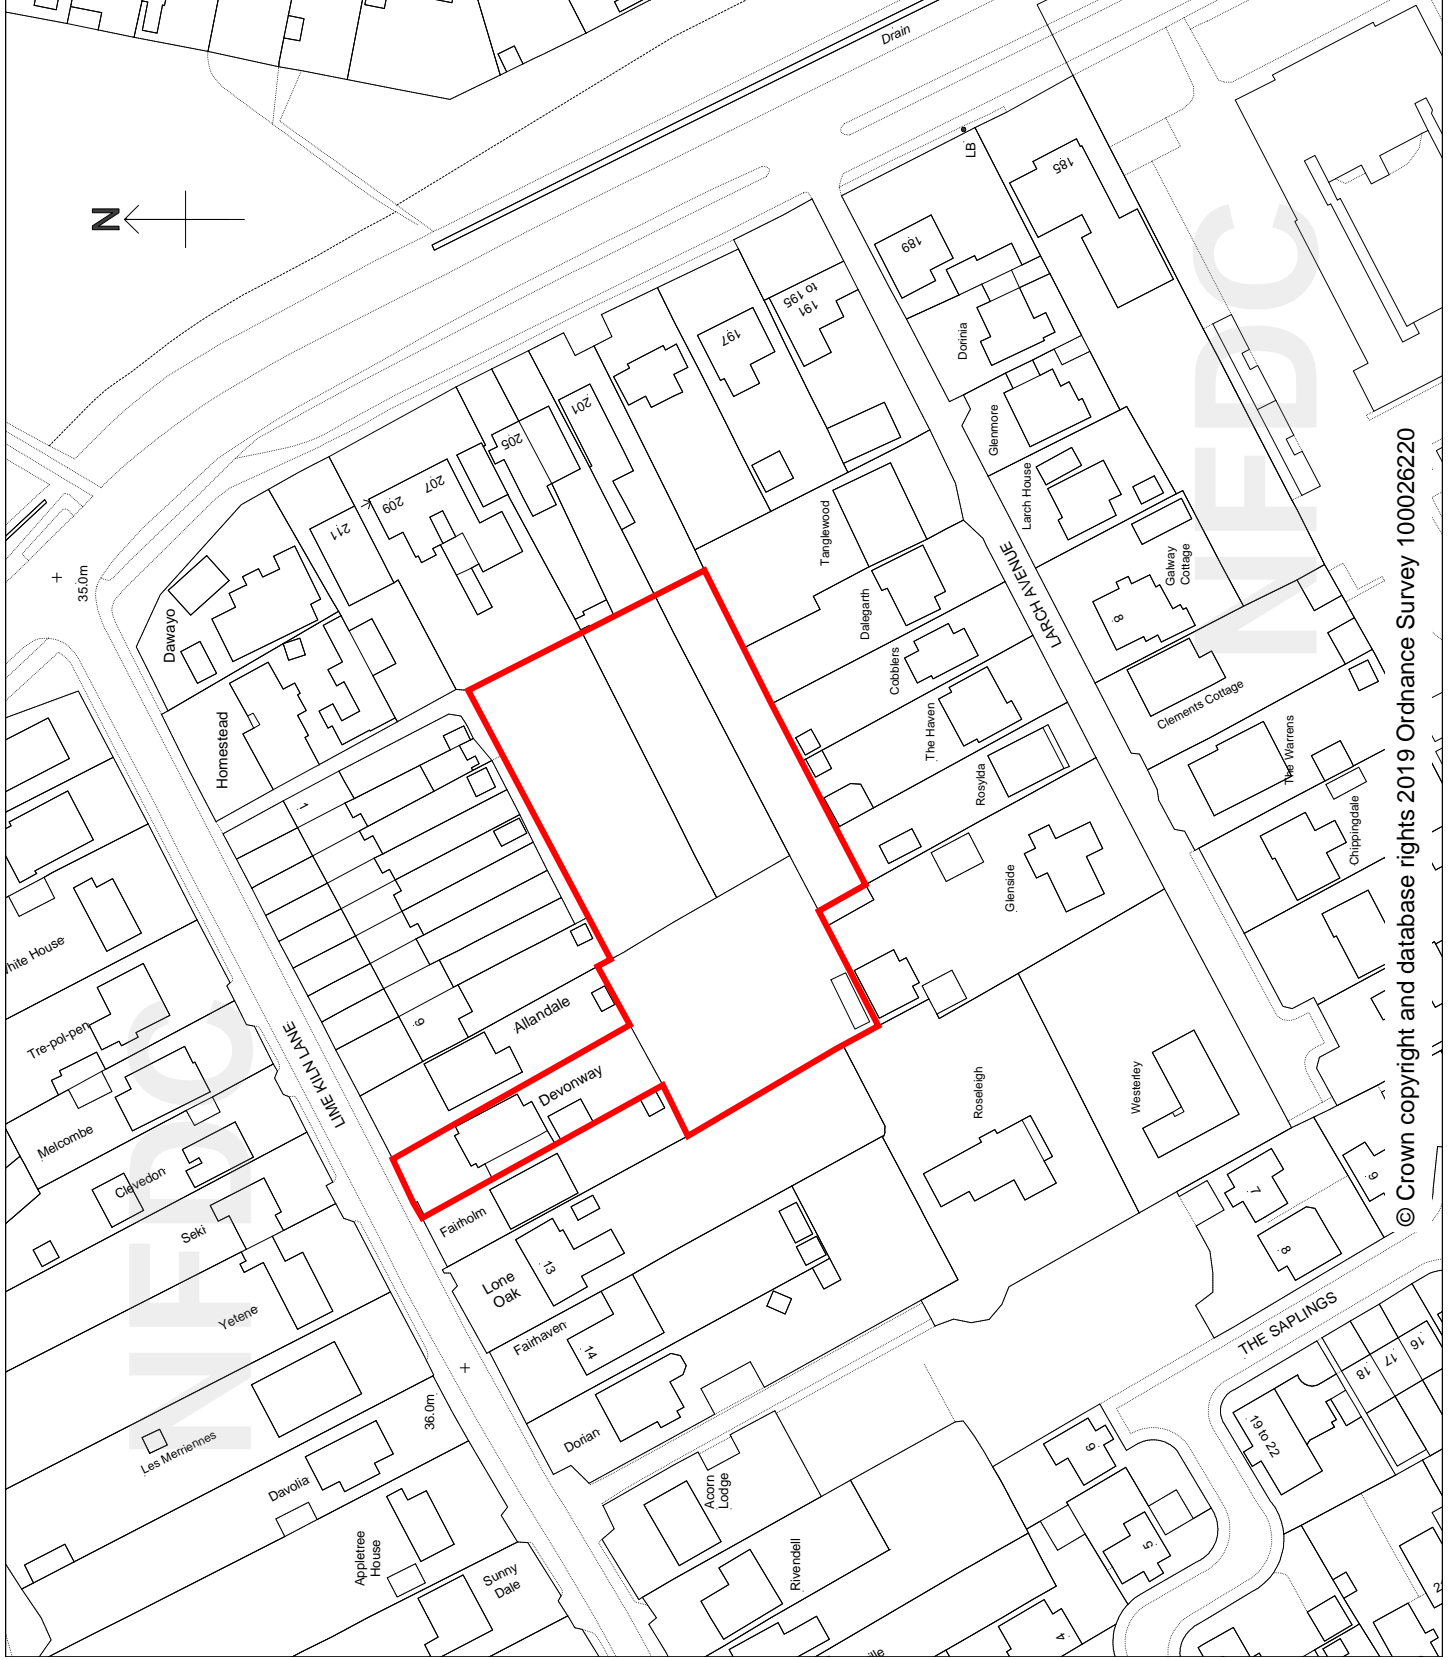 Drain
N
LB
185
189
191
to 195
197
Dorinia
201
205
207
209
211
Glenmore
35.0m
Dawayo
Larch House
Tanglewood
LARCH AVENUE
Galway
Cottage
8
Dalegarth
Homestead
Cobblers
Clements Cottage
The Haven
The Warrens
1
Rosylda
Chippingdale
Glenside
hite House
9
Allandale
Tre-pol-pen
LIME KILN LANE
Devonway
Roseleigh
Westerley
Melcombe
Clevedon
Seki
Fairholm
7
9
8
Lone
Oak
13
Yetene
Fairhaven
14
THE SAPLINGS
16
17
18
36.0m
Dorian
19 to 22
Les Merriennes
Davolia
Acorn
Lodge
9
Appletree
House
5
Rivendell
Sunny
Dale
4
ille
2
NFDC
NFDC
© Crown copyright and database rights 2019 Ordnance Survey 100026220